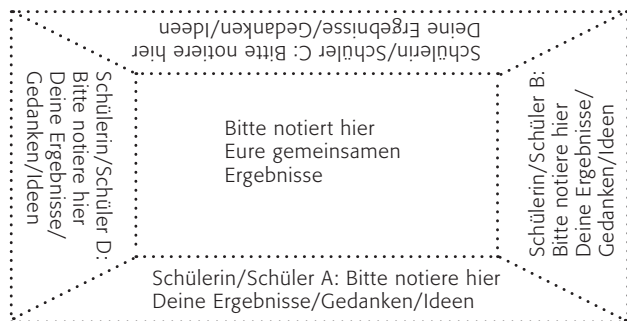 Schülerin/Schüler C: Bitte notiere hier
Deine Ergebnisse/Gedanken/Ideen
Schülerin/Schüler D:
Bitte notiere hier
Deine Ergebnisse/
Gedanken/Ideen
Bitte notiert hier
Eure gemeinsamen
Ergebnisse
Schülerin/Schüler B:
Bitte notiere hier
Deine Ergebnisse/
Gedanken/Ideen
Schülerin/Schüler A: Bitte notiere hier
Deine Ergebnisse/Gedanken/Ideen